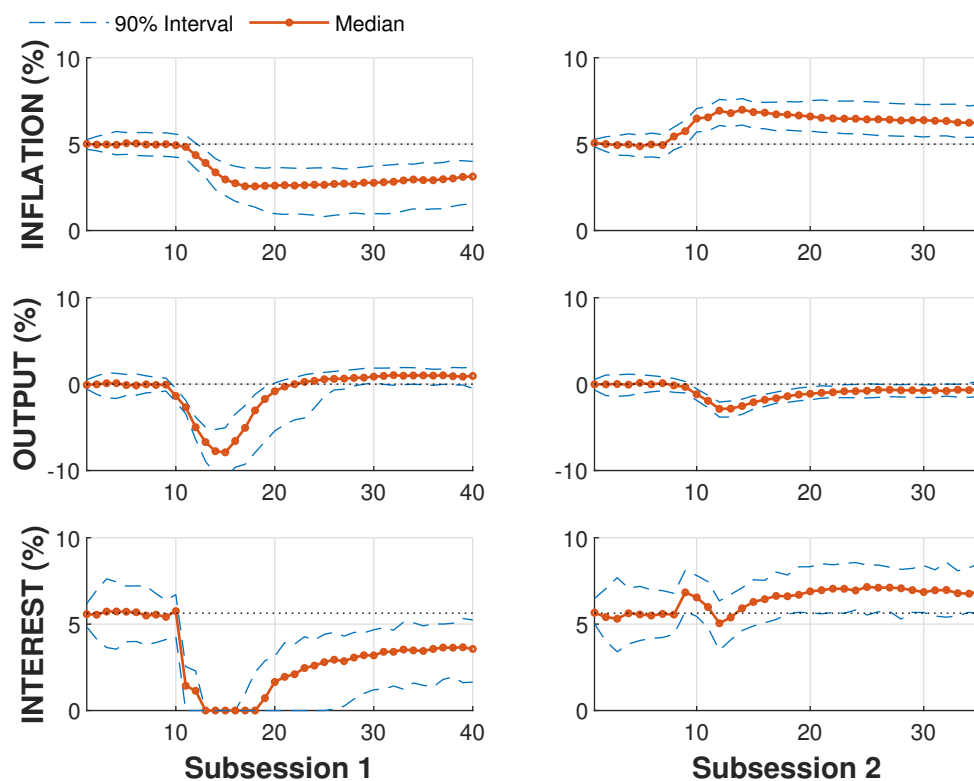 90% Interval Median
INFLATION (%)
10
5
0
10 20 30 40
10
5
0
10 20 30
OUTPUT (%)
10
0
-10
10 20 30 40
10
0
-10
10 20 30
INTEREST (%)
10
5
0
10 20 30 40
Subsession 1
10
5
0
10 20 30
Subsession 2